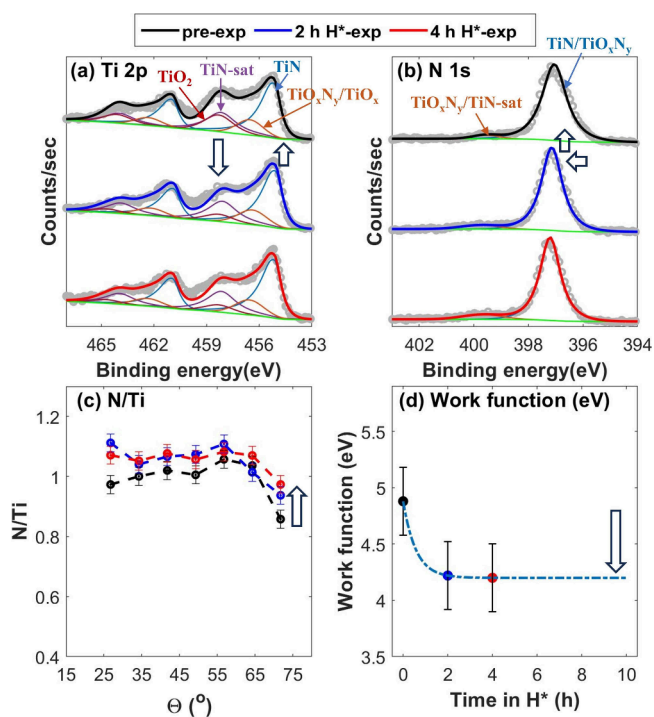 pre-exp 2 h H*-exp 4 h H*-exp
(a) Ti 2p
TiO2
TiN-sat
TiN
TiOxNy/TiOx
Counts/sec
465 462 459 456 453
Binding energy(eV)
(b) N 1s
TiN/TiOxNy
TiOxNy/TiN-sat
Counts/sec
402 400 398 396 394
Binding energy(eV)
(c) N/Ti
1.2
1
0.8
0.6
0.4
N/Ti
15 25 35 45 55 65 75
Θ (°)
(d) Work function (eV)
5.5
5
4.5
4
3.5
Work function (eV)
0 2 4 6 8 10
Time in H* (h)